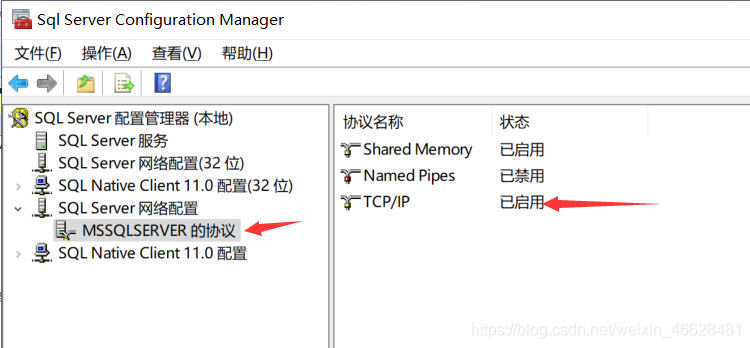 Sql Server Configuration Manager
文件(F) 操作(A) 查看(V) 帮助(H)
SQL Server 配置管理器 (本地)
SQL Server 服务
SQL Server 网络配置(32 位)
SQL Native Client 11.0 配置(32 位)
SQL Server 网络配置
MSSQLSERVER 的协议
SQL Native Client 11.0 配置
协议名称 状态
Shared Memory 已启用
Named Pipes 已禁用
TCP/IP 已启用
https://blog.csdn.net/weixin_46628481